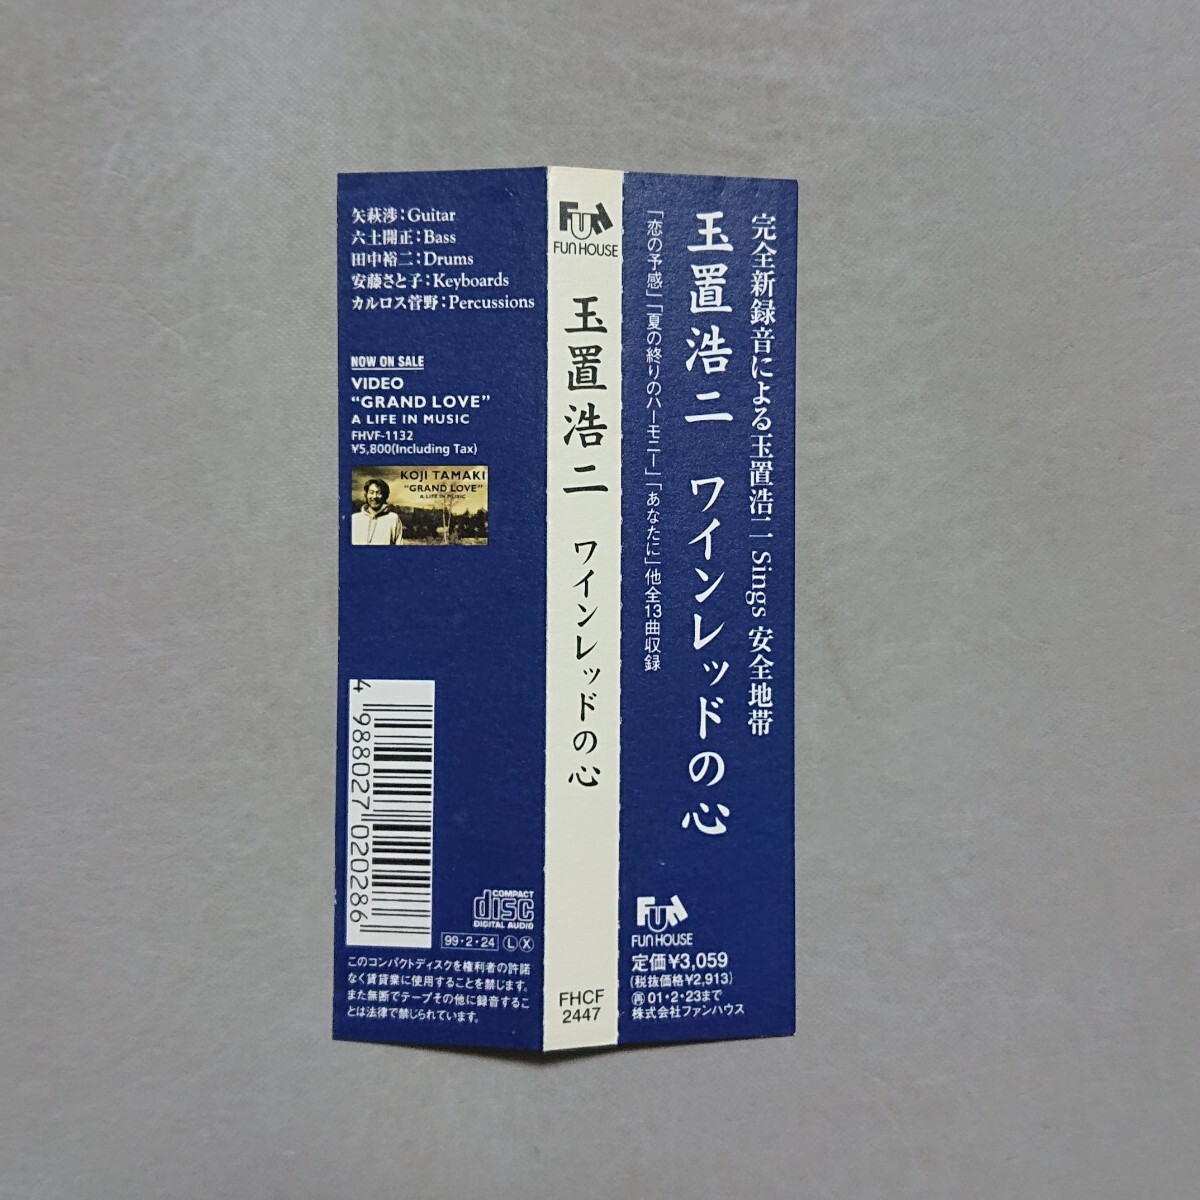 完全新録音による玉置浩二 Sings 安全地帯
玉置浩二 ワインレッドの心
「恋の予感」「夏の終りのハーモニー」「あなたに」他全13曲収録
FUN
FUN HOUSE
定価¥3,059
(税抜価格¥2,913)
㋐01・2・23まで
株式会社ファンハウス
FUN
FUN HOUSE
玉置浩二 ワインレッドの心
FHCF
2447
矢萩渉:Guitar
六土開正:Bass
田中裕二:Drums
安藤さと子:Keyboards
カルロス菅野:Percussions
NOW ON SALE
VIDEO
“GRAND LOVE”
A LIFE IN MUSIC
FHVF-1132
¥5,800(Including Tax)
KOJI TAMAKI
“GRAND LOVE”
A LIFE IN MUSIC
4 988027 020286
COMPACT
disc
DIGITAL AUDIO
99・2・24 Ⓛ Ⓧ
このコンパクトディスクを権利者の許諾
なく賃貸業に使用することを禁じます。
また無断でテープその他に録音するこ
とは法律で禁じられています。